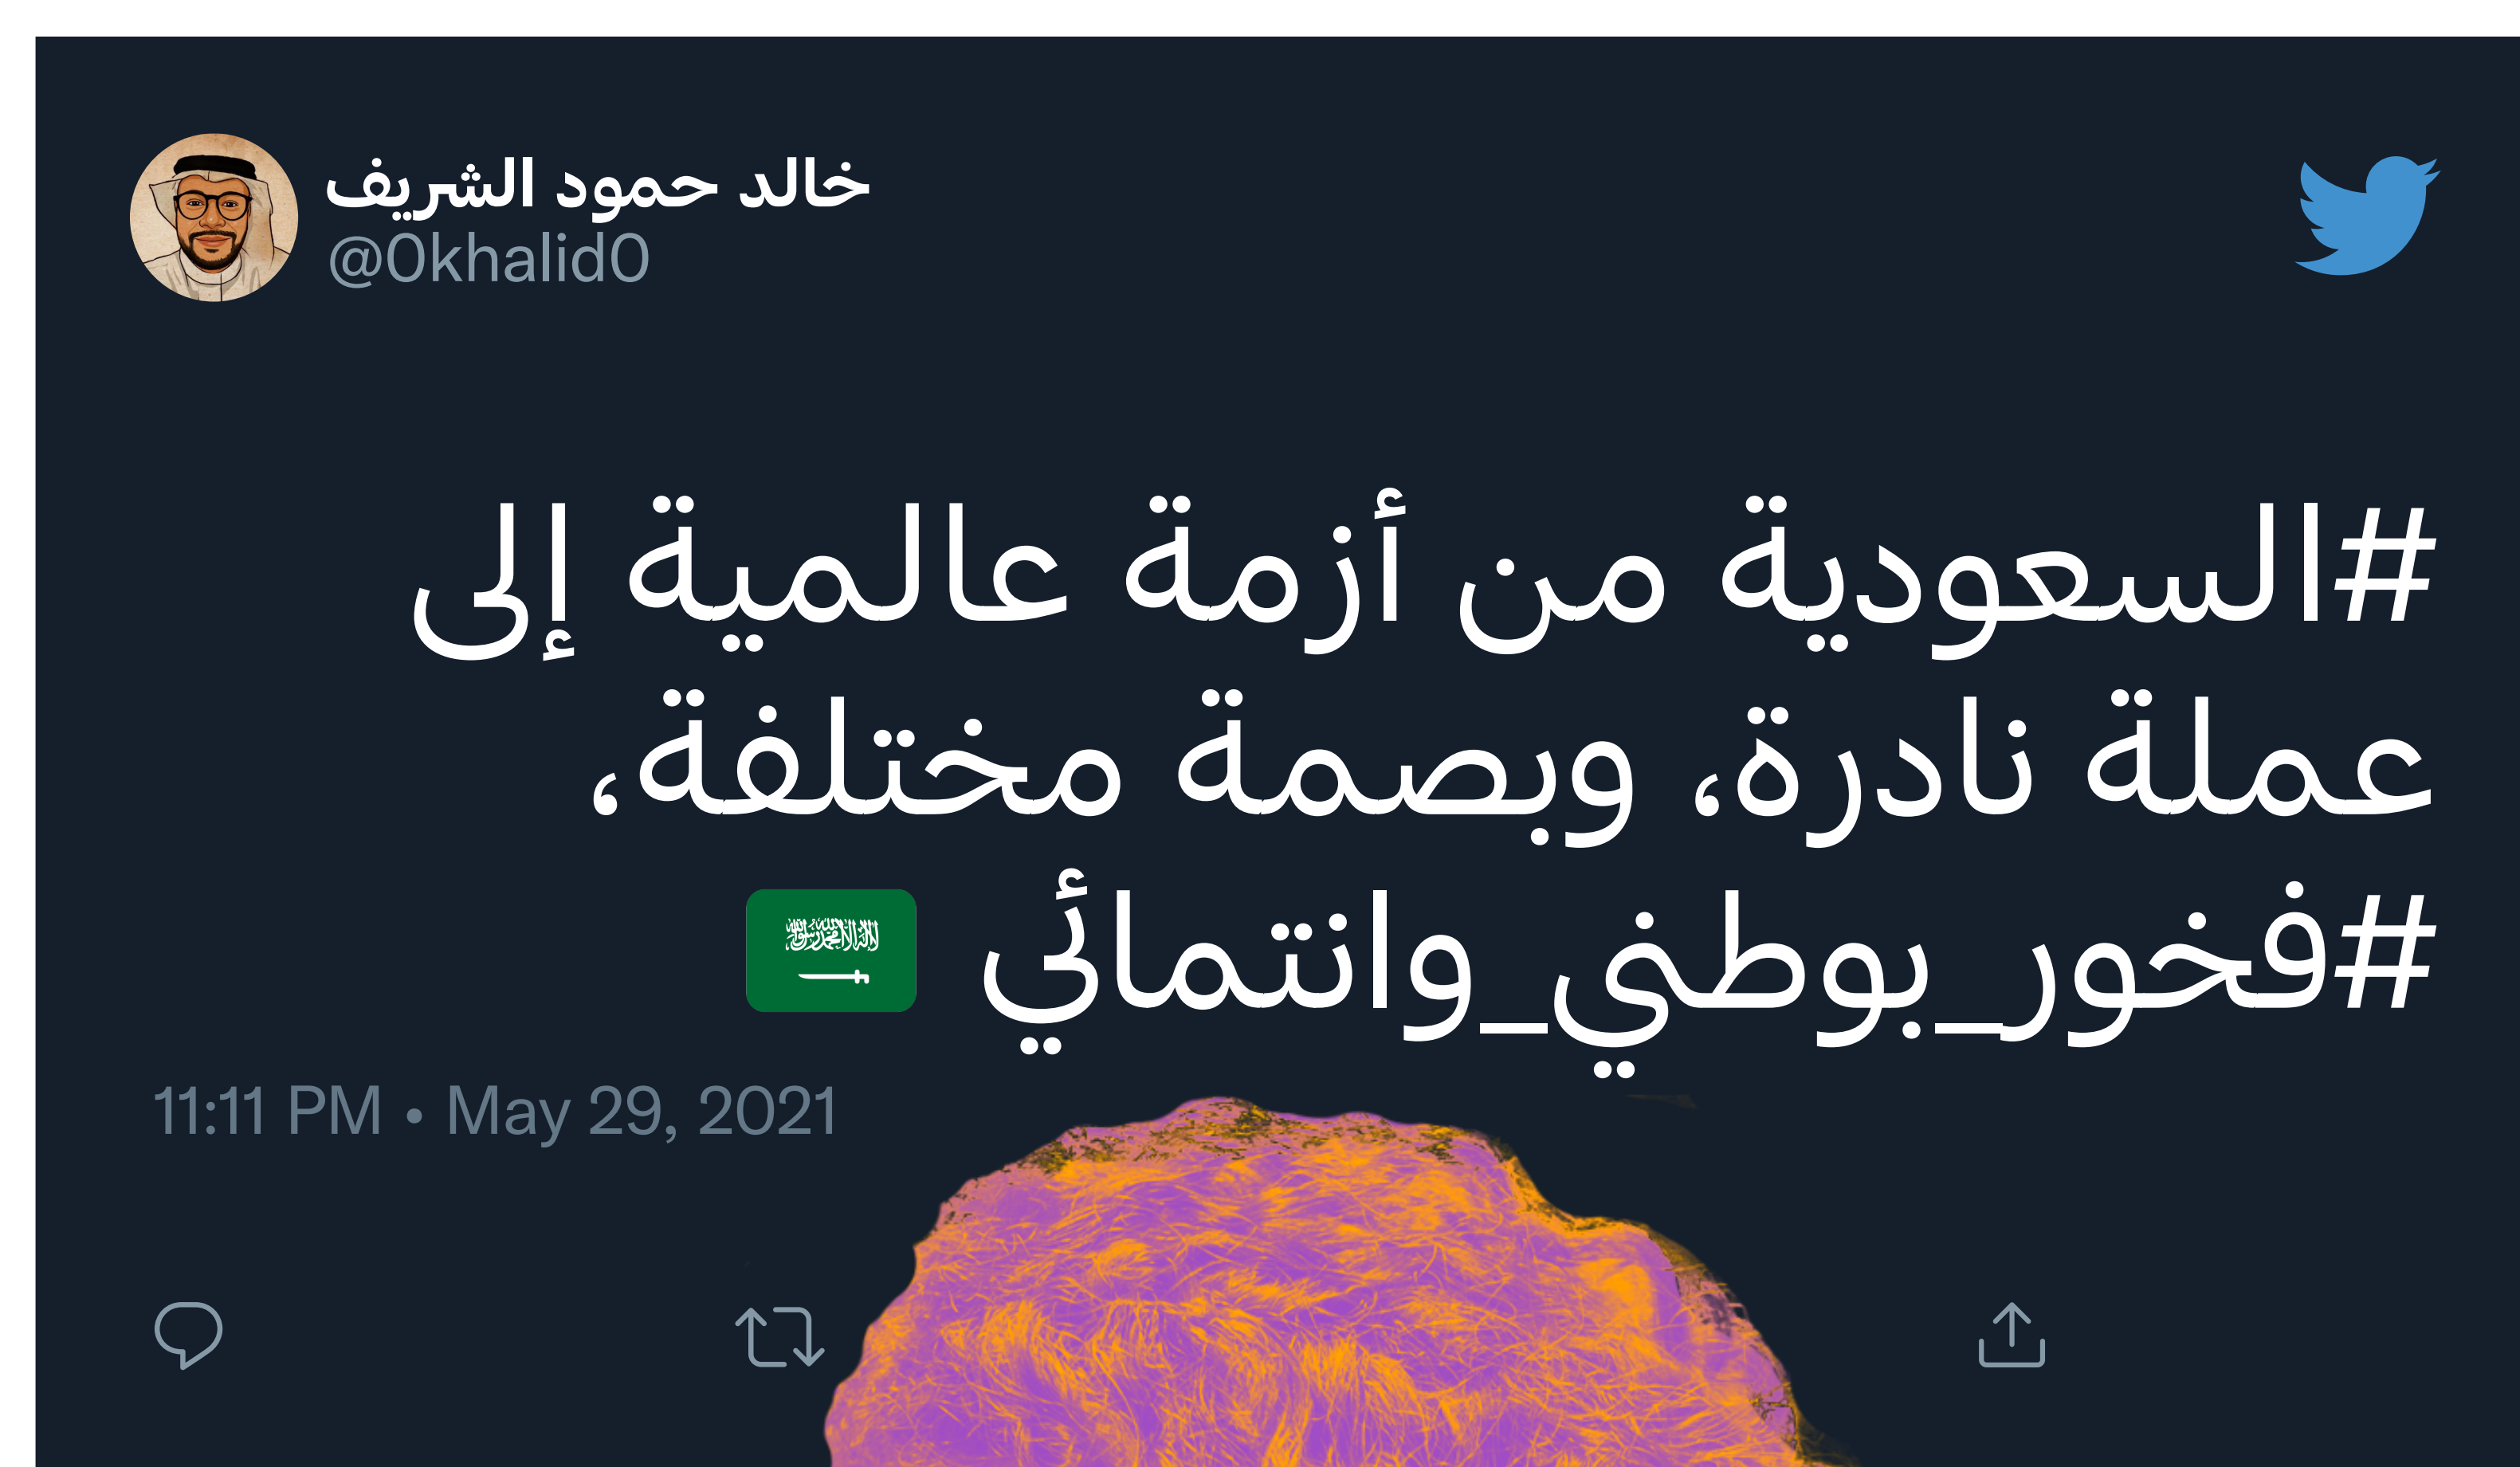 خالد حمود الشريف
@0khalid0
#السعودية من أزمة عالمية إلى
عملة نادرة، وبصمة مختلفة،
#فخور_بوطني_وانتمائي
11:11 PM • May 29, 2021